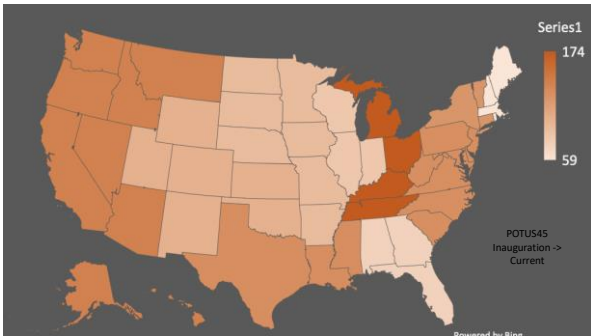 Series1
174
59
POTUS45
Inauguration ->
Current
Powered by Bing